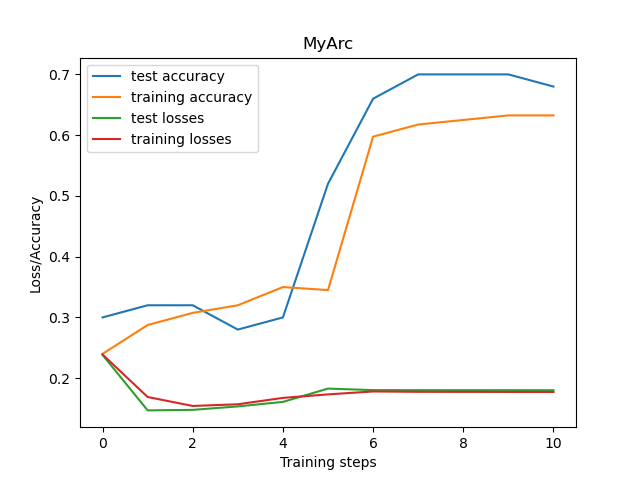 MyArc
test accuracy
training accuracy
test losses
training losses
Loss/Accuracy
0.7
0.6
0.5
0.4
0.3
0.2
0 2 4 6 8 10
Training steps